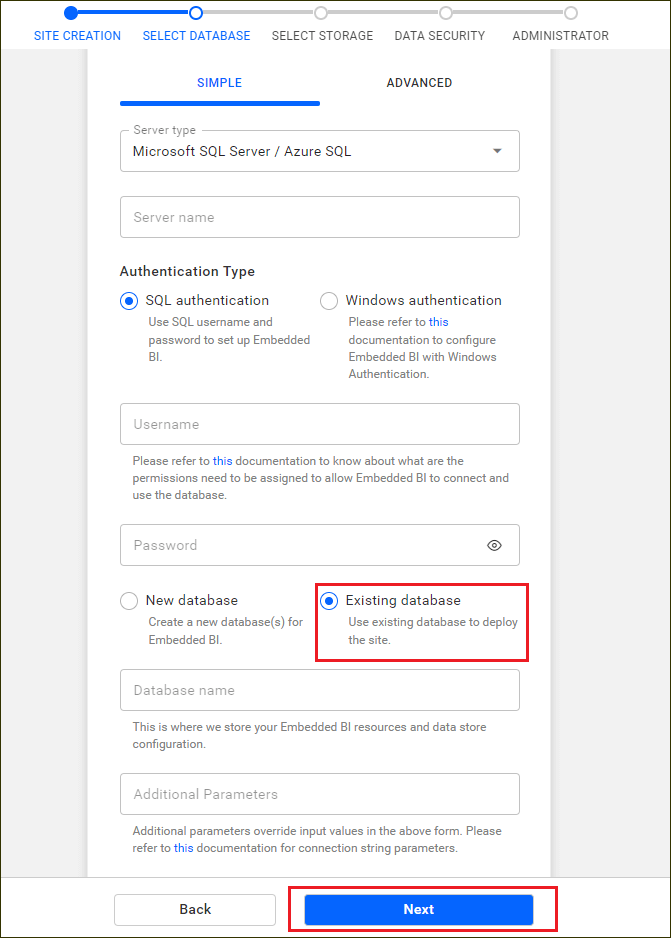 SITE CREATION SELECT DATABASE SELECT STORAGE DATA SECURITY ADMINISTRATOR
SIMPLE ADVANCED
Server type
Microsoft SQL Server / Azure SQL
Server name
Authentication Type
SQL authentication
Use SQL username and
password to set up Embedded
BI.
Windows authentication
Please refer to this
documentation to configure
Embedded BI with Windows
Authentication.
Username
Please refer to this documentation to know about what are the
permissions need to be assigned to allow Embedded BI to connect and
use the database.
Password
New database
Create a new database(s) for
Embedded BI.
Existing database
Use existing database to deploy
the site.
Database name
This is where we store your Embedded BI resources and data store
configuration.
Additional Parameters
Additional parameters override input values in the above form. Please
refer to this documentation for connection string parameters.
Back Next